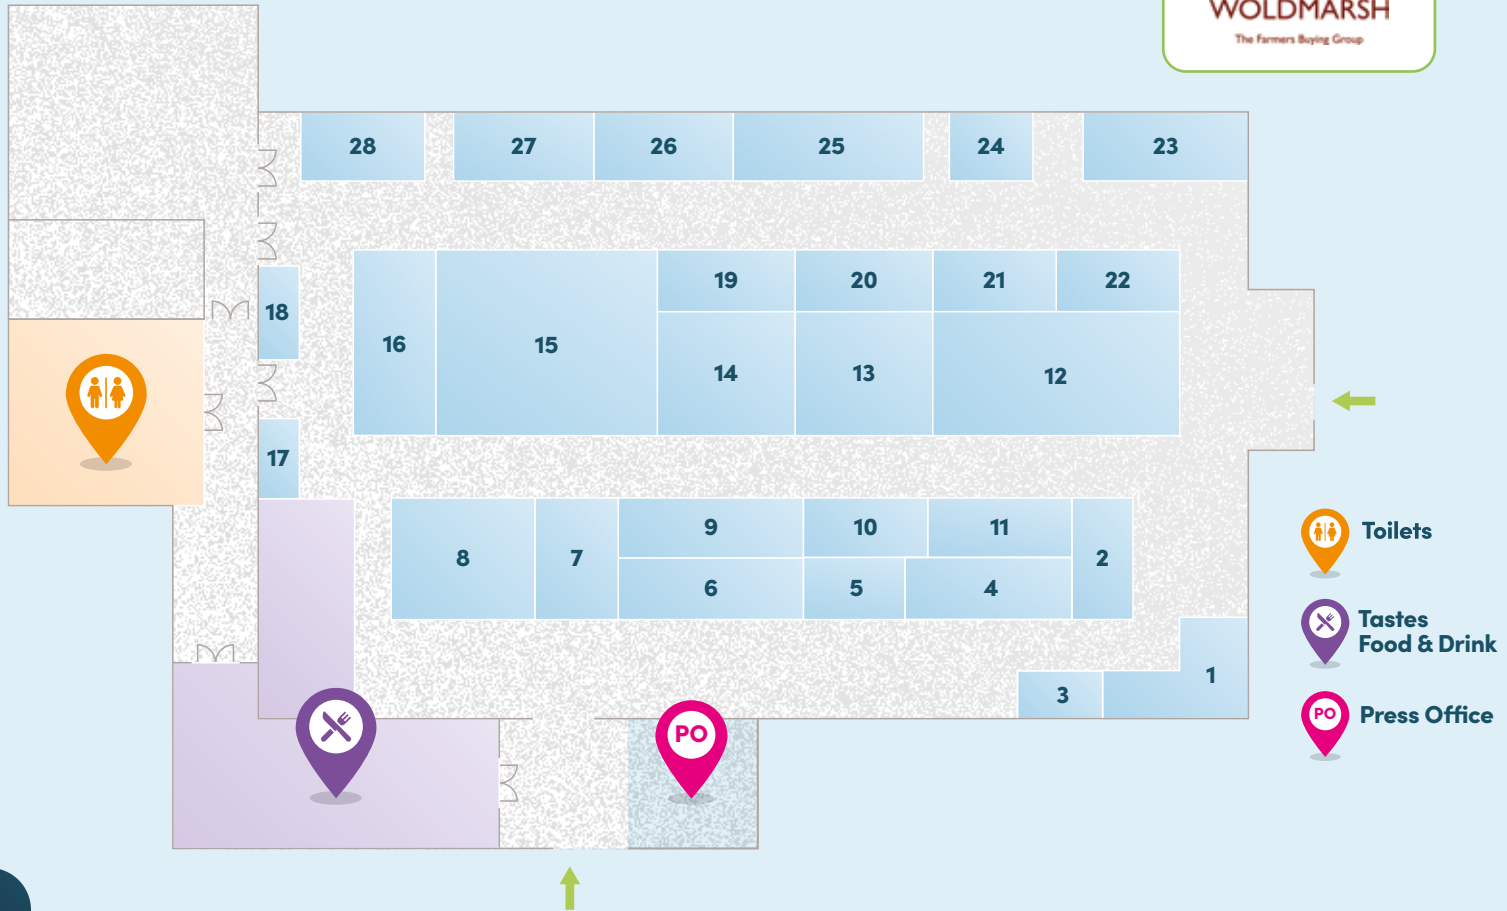 WOLDMARSH
The Farmers Buying Group
28 27 26 25 24 23
19 20 21 22
18
16 15 14 13 12
17
9 10 11
8 7 2
6 5 4
1
3
PO
Toilets
Tastes
Food & Drink
PO Press Office